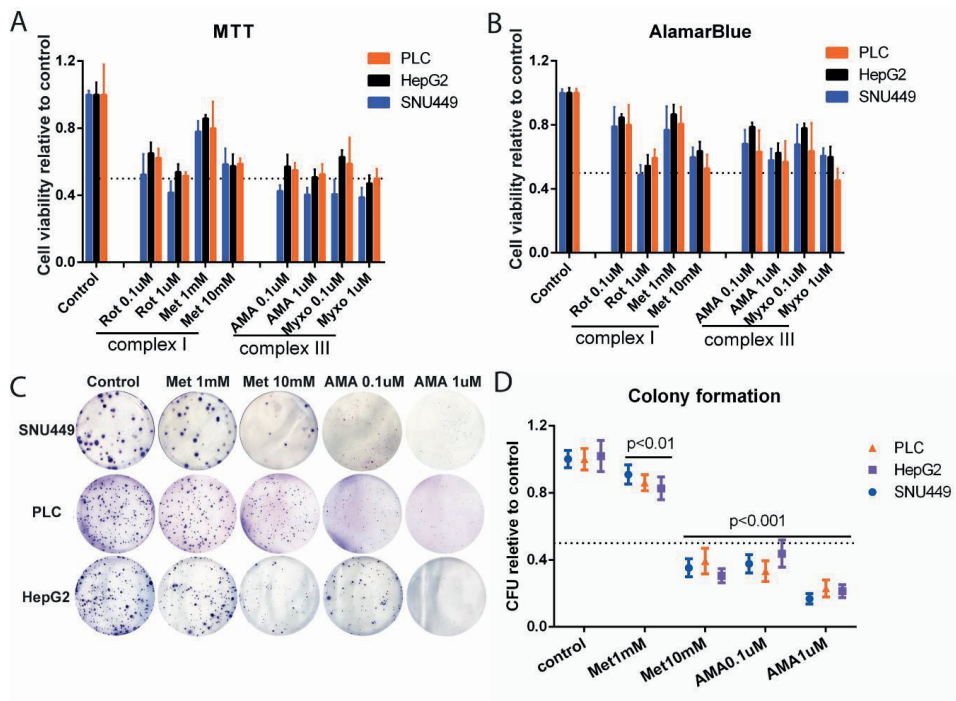 A
MTT
Cell viability relative to control
1.2
0.8
0.4
0.0
PLC
HepG2
SNU449
Control
Rot 0.1uM
Rot 1uM
Met 1mM
Met 10mM
AMA 0.1uM
AMA 1uM
Myxo 0.1uM
Myxo 1uM
complex I
complex III
B
AlamarBlue
Cell viability relative to control
1.2
0.8
0.4
0.0
PLC
HepG2
SNU449
Control
Rot 0.1uM
Rot 1uM
Met 1mM
Met 10mM
AMA 0.1uM
AMA 1uM
Myxo 0.1uM
Myxo 1uM
complex I
complex III
C
Control Met 1mM Met 10mM AMA 0.1uM AMA 1uM
SNU449
PLC
HepG2
D
Colony formation
CFU reletive to control
1.2
0.8
0.4
0.0
p<0.01
p<0.001
PLC
HepG2
SNU449
control
Met1mM
Met10mM
AMA0.1uM
AMA1uM